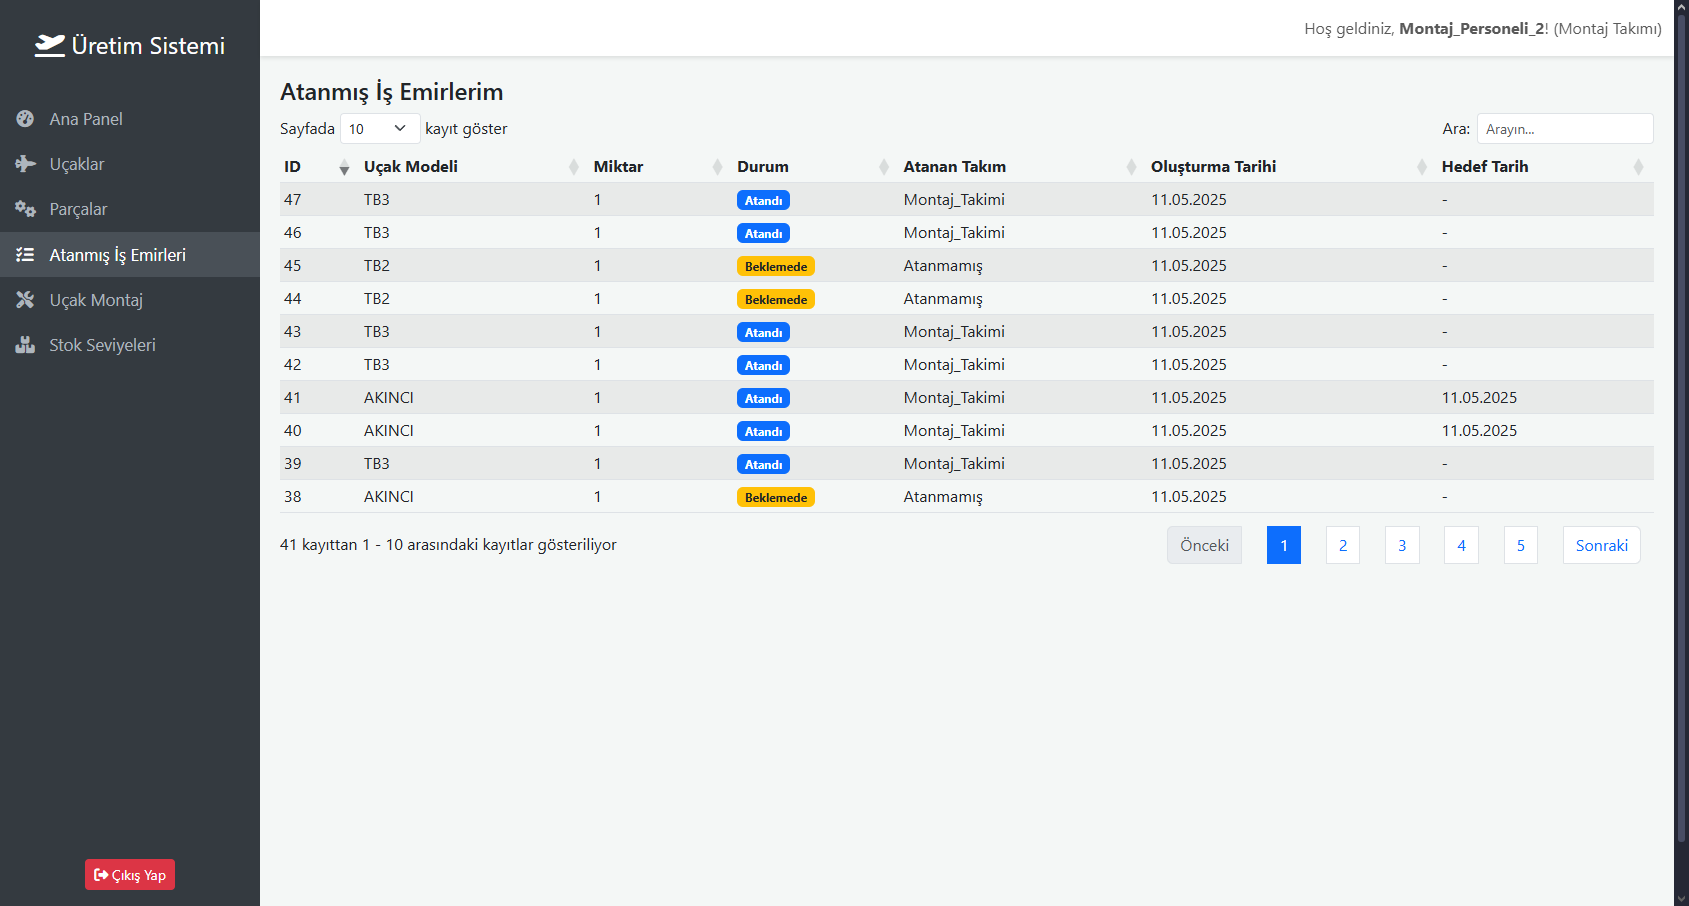 Üretim Sistemi
Hoş geldiniz, Montaj_Personeli_2! (Montaj Takımı)
Ana Panel
Uçaklar
Parçalar
Atanmış İş Emirleri
Uçak Montaj
Stok Seviyeleri
Çıkış Yap
Atanmış İş Emirlerim
Sayfada 10 kayıt göster Ara: Arayın...
ID Uçak Modeli Miktar Durum Atanan Takım Oluşturma Tarihi Hedef Tarih
47 TB3 1 Atandı Montaj_Takimi 11.05.2025 -
46 TB3 1 Atandı Montaj_Takimi 11.05.2025 -
45 TB2 1 Beklemede Atanmamış 11.05.2025 -
44 TB2 1 Beklemede Atanmamış 11.05.2025 -
43 TB3 1 Atandı Montaj_Takimi 11.05.2025 -
42 TB3 1 Atandı Montaj_Takimi 11.05.2025 -
41 AKINCI 1 Atandı Montaj_Takimi 11.05.2025 11.05.2025
40 AKINCI 1 Atandı Montaj_Takimi 11.05.2025 11.05.2025
39 TB3 1 Atandı Montaj_Takimi 11.05.2025 -
38 AKINCI 1 Beklemede Atanmamış 11.05.2025 -
41 kayıttan 1 - 10 arasındaki kayıtlar gösteriliyor
Önceki 1 2 3 4 5 Sonraki